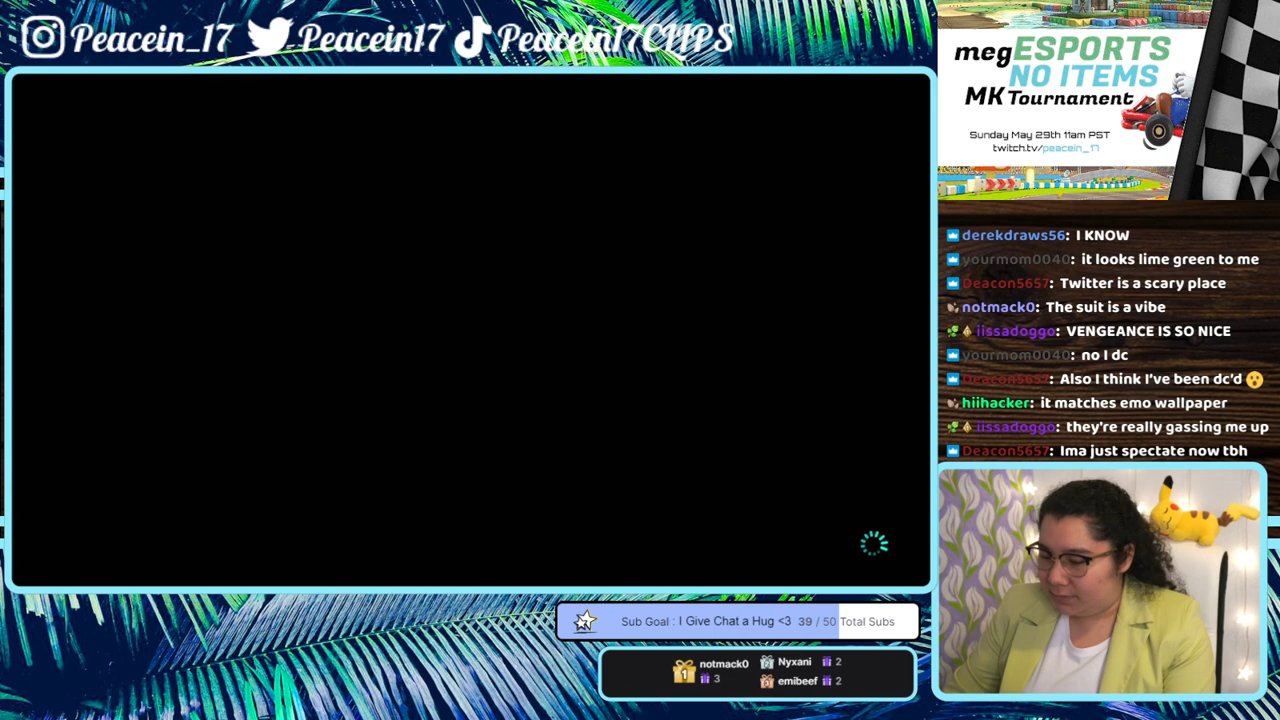 Peacein_17 Peacein17 Peacein17ClIPS
megESPORTS
NO ITEMS
MK Tournament
Sunday May 29th 11am PST
twitch.tv/peacein_17
derekdraws56: I KNOW
yourmom0040: it looks lime green to me
Deacon5657: Twitter is a scary place
notmack0: The suit is a vibe
iissadoggo: VENGEANCE IS SO NICE
yourmom0040: no I dc
Deacon5657: Also I think I've been dc'd 😮
hiihacker: it matches emo wallpaper
iissadoggo: they're really gassing me up
Deacon5657: Ima just spectate now tbh
Sub Goal : I Give Chat a Hug <3 39 / 50 Total Subs
1 notmack0 3
2 Nyxani 2
3 emibeef 2